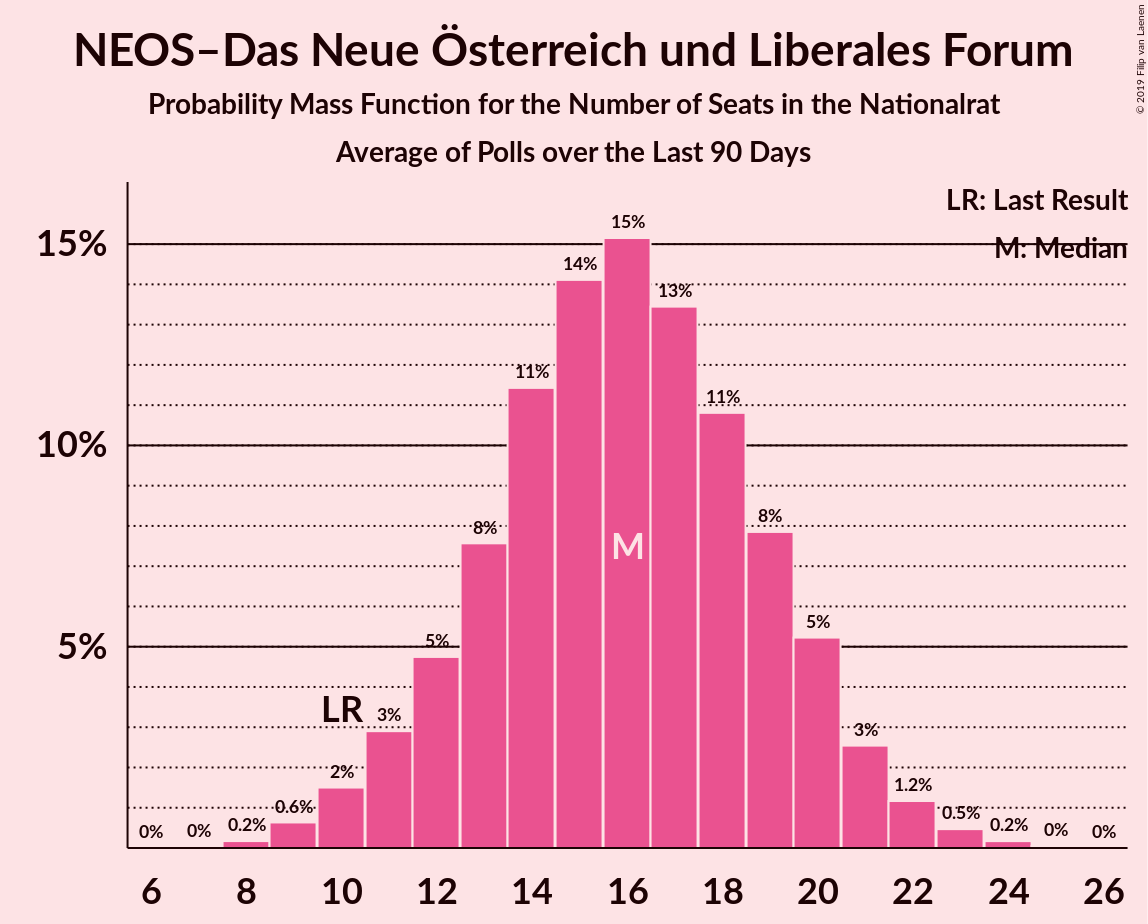 NEOS–Das Neue Österreich und Liberales Forum
Probability Mass Function for the Number of Seats in the Nationalrat
Average of Polls over the Last 90 Days
© 2019 Filip van Laenen
LR: Last Result
M: Median
15%
10%
5%
0%
0%
0.2%
0.6%
2%
LR
3%
5%
8%
11%
14%
15%
M
13%
11%
8%
5%
3%
1.2%
0.5%
0.2%
0%
0%
6 8 10 12 14 16 18 20 22 24 26